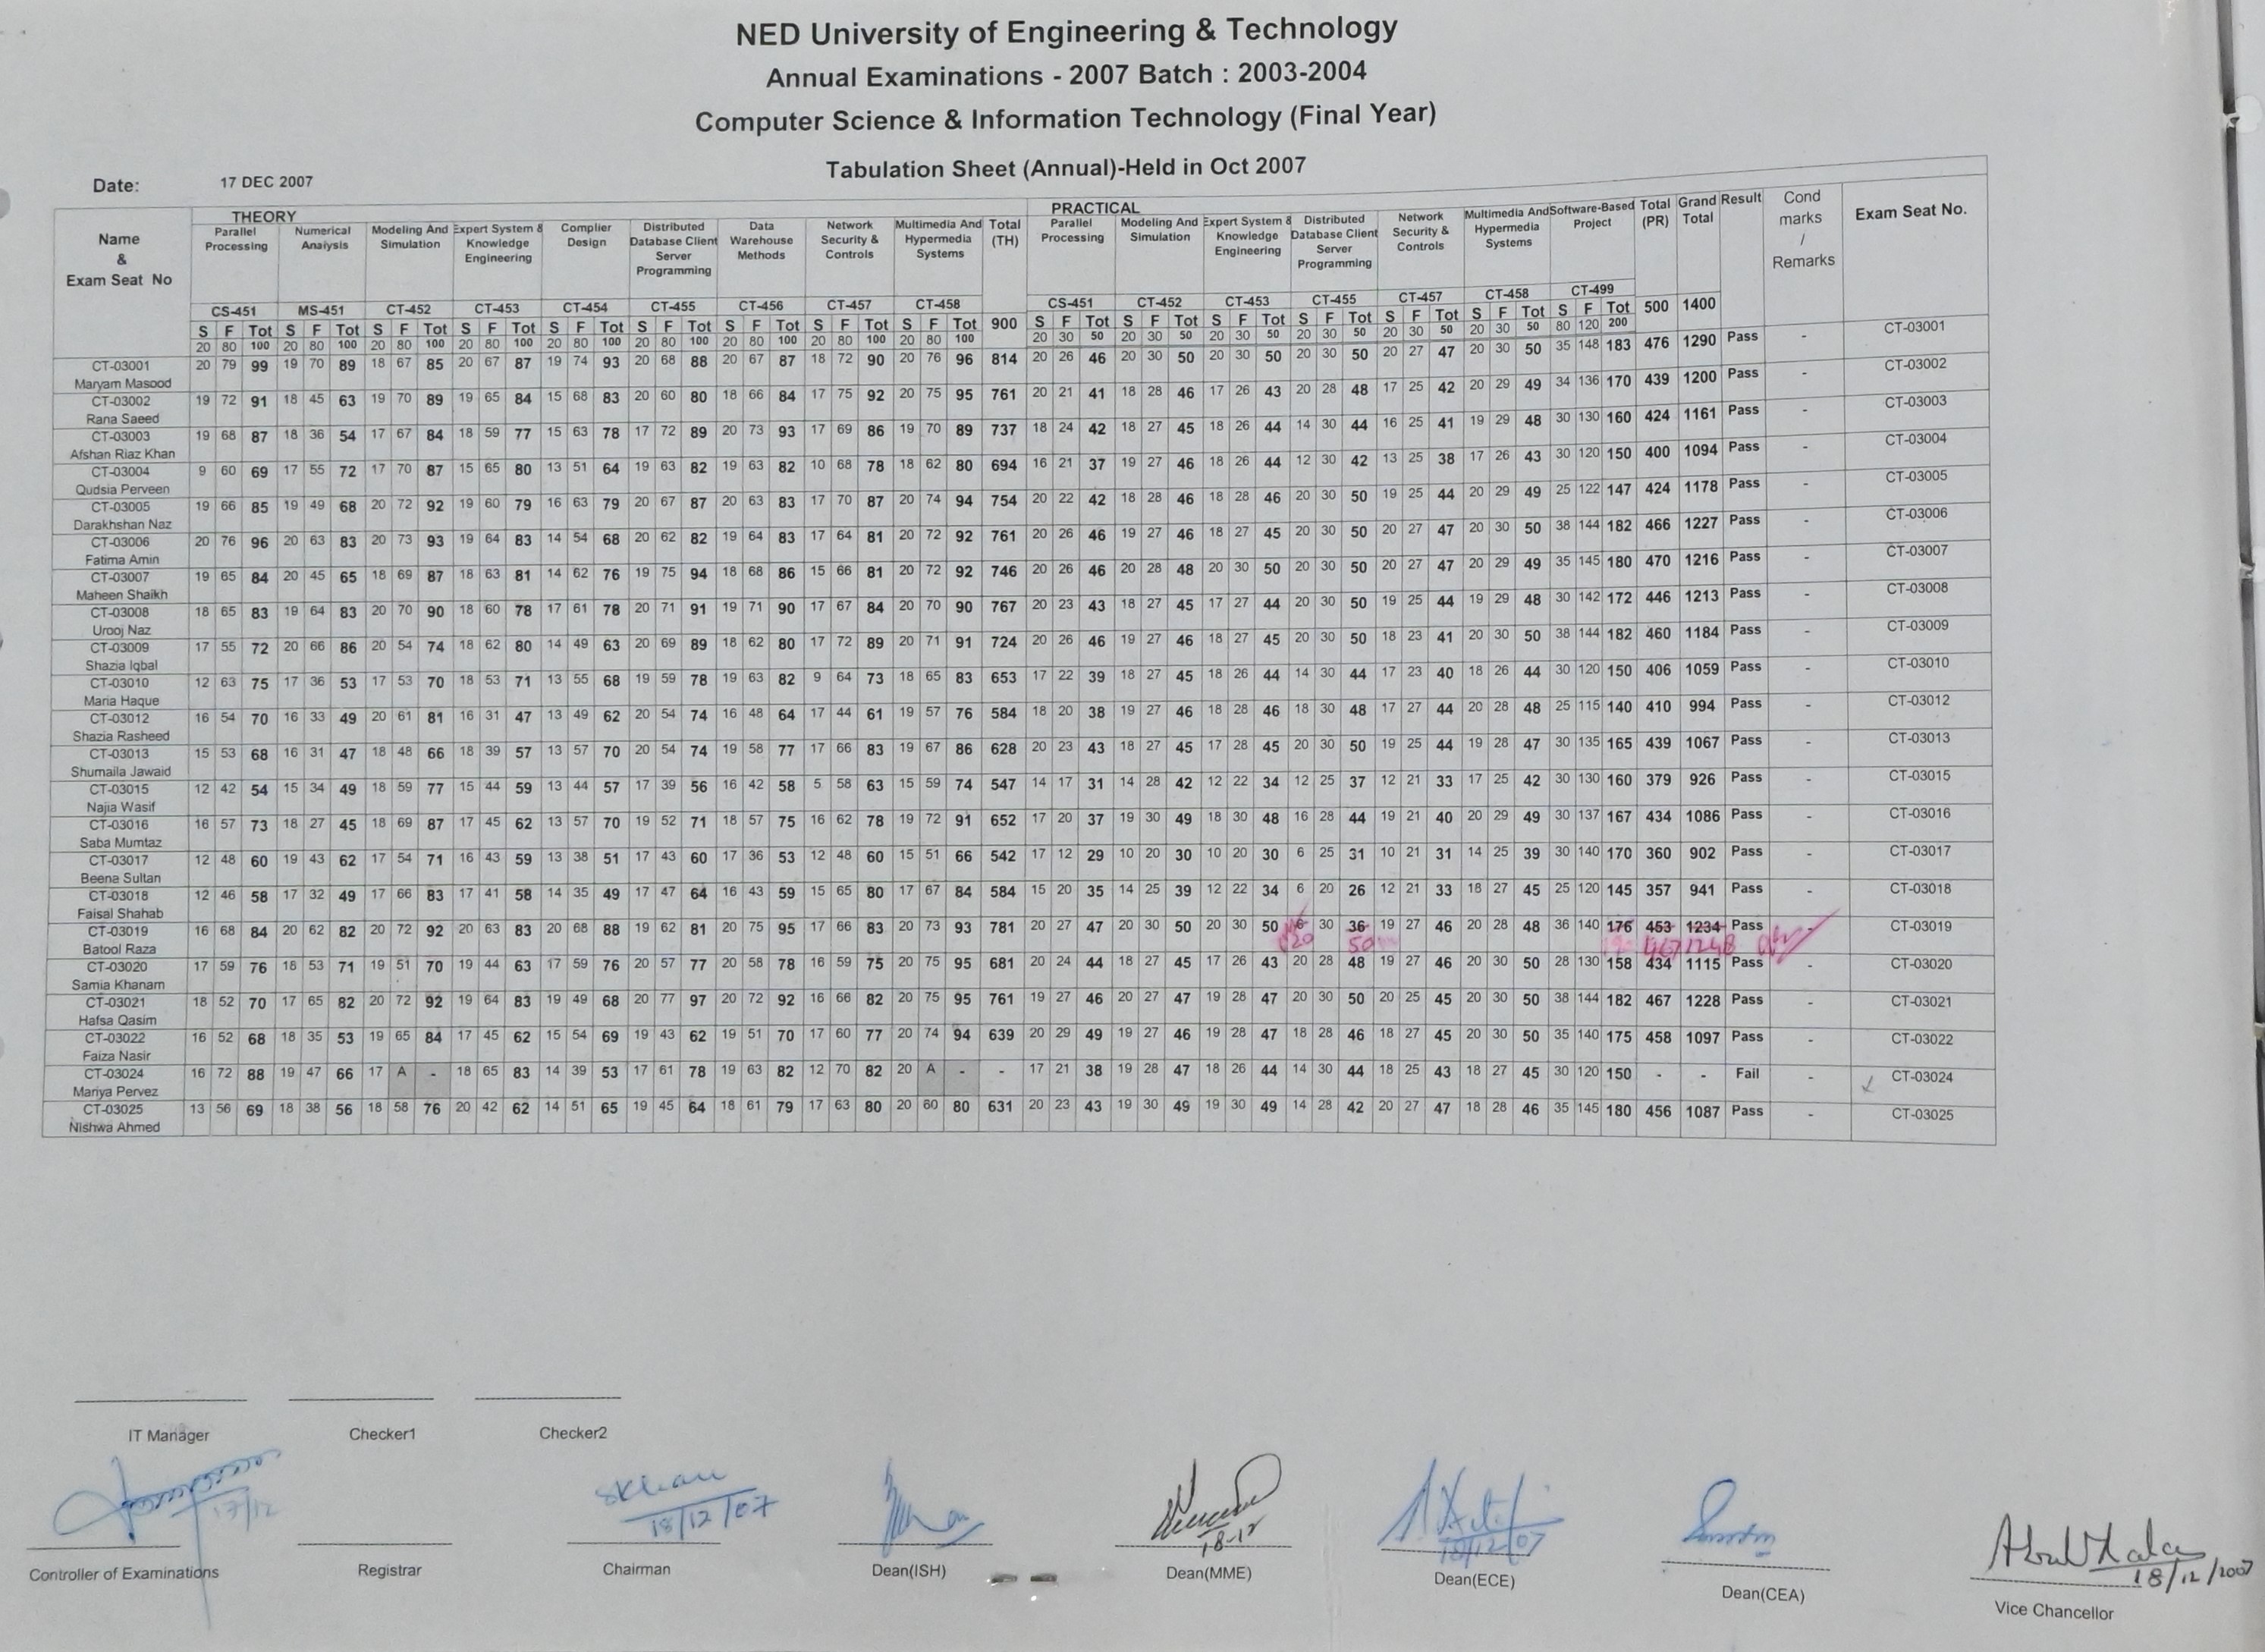 NED University of Engineering & Technology
Annual Examinations - 2007 Batch : 2003-2004
Computer Science & Information Technology (Final Year)
Tabulation Sheet (Annual)-Held in Oct 2007
Date: 17 DEC 2007
Name & Exam Seat No
THEORY
Parallel Processing CS-451
Numerical Analysis MS-451
Modeling And Simulation CT-452
Expert System & Knowledge Engineering CT-453
Complier Design CT-454
Distributed Database Client Server Programming CT-455
Data Warehouse Methods CT-456
Network Security & Controls CT-457
Multimedia And Hypermedia Systems CT-458
Total (TH)
PRACTICAL
Parallel Processing CS-451
Modeling And Simulation CT-452
Expert System & Knowledge Engineering CT-453
Distributed Database Client Server Programming CT-455
Network Security & Controls CT-457
Multimedia And Hypermedia Systems CT-458
Software-Based Project CT-499
Total (PR) Grand Total Result Cond marks / Remarks Exam Seat No.
S F Tot S F Tot S F Tot S F Tot S F Tot S F Tot S F Tot S F Tot S F Tot 900 S F Tot S F Tot S F Tot S F Tot S F Tot S F Tot S F Tot 500 1400
20 80 100 20 80 100 20 80 100 20 80 100 20 80 100 20 80 100 20 80 100 20 80 100 20 80 100 20 30 50 20 30 50 20 30 50 20 30 50 20 30 50 20 30 50 80 120 200
CT-03001 20 79 99 19 70 89 18 67 85 20 67 87 19 74 93 20 68 88 20 67 87 18 72 90 20 76 96 814 20 26 46 20 30 50 20 30 50 20 30 50 20 27 47 20 30 50 35 148 183 476 1290 Pass - CT-03001
Maryam Masood
CT-03002 19 72 91 18 45 63 19 70 89 19 65 84 15 68 83 20 60 80 18 66 84 17 75 92 20 75 95 761 20 21 41 18 28 46 17 26 43 20 28 48 17 25 42 20 29 49 34 136 170 439 1200 Pass - CT-03002
Rana Saeed
CT-03003 19 68 87 18 36 54 17 67 84 18 59 77 15 63 78 17 72 89 20 73 93 17 69 86 19 70 89 737 18 24 42 18 27 45 18 26 44 14 30 44 16 25 41 19 29 48 30 130 160 424 1161 Pass - CT-03003
Afshan Riaz Khan
CT-03004 9 60 69 17 55 72 17 70 87 15 65 80 13 51 64 19 63 82 19 63 82 10 68 78 18 62 80 694 16 21 37 19 27 46 18 26 44 12 30 42 13 25 38 17 26 43 30 120 150 400 1094 Pass - CT-03004
Qudsia Perveen
CT-03005 19 66 85 19 49 68 20 72 92 19 60 79 16 63 79 20 67 87 20 63 83 17 70 87 20 74 94 754 20 22 42 18 28 46 18 28 46 20 30 50 19 25 44 20 29 49 25 122 147 424 1178 Pass - CT-03005
Darakhshan Naz
CT-03006 20 76 96 20 63 83 20 73 93 19 64 83 14 54 68 20 62 82 19 64 83 17 64 81 20 72 92 761 20 26 46 19 27 46 18 27 45 20 30 50 20 27 47 20 30 50 38 144 182 466 1227 Pass - CT-03006
Fatima Amin
CT-03007 19 65 84 20 45 65 18 69 87 18 63 81 14 62 76 19 75 94 18 68 86 15 66 81 20 72 92 746 20 26 46 20 28 48 20 30 50 20 30 50 20 27 47 20 29 49 35 145 180 470 1216 Pass - CT-03007
Maheen Shaikh
CT-03008 18 65 83 19 64 83 20 70 90 18 60 78 17 61 78 20 71 91 19 71 90 17 67 84 20 70 90 767 20 23 43 18 27 45 17 27 44 20 30 50 19 25 44 19 29 48 30 142 172 446 1213 Pass - CT-03008
Urooj Naz
CT-03009 17 55 72 20 66 86 20 54 74 18 62 80 14 49 63 20 69 89 18 62 80 17 72 89 20 71 91 724 20 26 46 19 27 46 18 27 45 20 30 50 18 23 41 20 30 50 38 144 182 460 1184 Pass - CT-03009
Shazia Iqbal
CT-03010 12 63 75 17 36 53 17 53 70 18 53 71 13 55 68 19 59 78 19 63 82 9 64 73 18 65 83 653 17 22 39 18 27 45 18 26 44 14 30 44 17 23 40 18 26 44 30 120 150 406 1059 Pass - CT-03010
Maria Haque
CT-03012 16 54 70 16 33 49 20 61 81 16 31 47 13 49 62 20 54 74 16 48 64 17 44 61 19 57 76 584 18 20 38 19 27 46 18 28 46 18 30 48 17 27 44 20 28 48 25 115 140 410 994 Pass - CT-03012
Shazia Rasheed
CT-03013 15 53 68 16 31 47 18 48 66 18 39 57 13 57 70 20 54 74 19 58 77 17 66 83 19 67 86 628 20 23 43 18 27 45 17 28 45 20 30 50 19 25 44 19 28 47 30 135 165 439 1067 Pass - CT-03013
Shumaila Jawaid
CT-03015 12 42 54 15 34 49 18 59 77 15 44 59 13 44 57 17 39 56 16 42 58 5 58 63 15 59 74 547 14 17 31 14 28 42 12 22 34 12 25 37 12 21 33 17 25 42 30 130 160 379 926 Pass - CT-03015
Najia Wasif
CT-03016 16 57 73 18 27 45 18 69 87 17 45 62 13 57 70 19 52 71 18 57 75 16 62 78 19 72 91 652 17 20 37 19 30 49 18 30 48 16 28 44 19 21 40 20 29 49 30 137 167 434 1086 Pass - CT-03016
Saba Mumtaz
CT-03017 12 48 60 19 43 62 17 54 71 16 43 59 13 38 51 17 43 60 17 36 53 12 48 60 15 51 66 542 17 12 29 10 20 30 10 20 30 6 25 31 10 21 31 14 25 39 30 140 170 360 902 Pass - CT-03017
Beena Sultan
CT-03018 12 46 58 17 32 49 17 66 83 17 41 58 14 35 49 17 47 64 16 43 59 15 65 80 17 67 84 584 15 20 35 14 25 39 12 22 34 6 20 26 12 21 33 18 27 45 25 120 145 357 941 Pass - CT-03018
Faisal Shahab
CT-03019 16 68 84 20 62 82 20 72 92 20 63 83 20 68 88 19 62 81 20 75 95 17 66 83 20 73 93 781 20 27 47 20 30 50 20 30 50 6 30 36 19 27 46 20 28 48 36 140 176 453 1234 Pass CT-03019
Batool Raza 20 50 467 1248
CT-03020 17 59 76 18 53 71 19 51 70 19 44 63 17 59 76 20 57 77 20 58 78 16 59 75 20 75 95 681 20 24 44 18 27 45 17 26 43 20 28 48 19 27 46 20 30 50 28 130 158 434 1115 Pass - CT-03020
Samia Khanam
CT-03021 18 52 70 17 65 82 20 72 92 19 64 83 19 49 68 20 77 97 20 72 92 16 66 82 20 75 95 761 19 27 46 20 27 47 19 28 47 20 30 50 20 25 45 20 30 50 38 144 182 467 1228 Pass - CT-03021
Hafsa Qasim
CT-03022 16 52 68 18 35 53 19 65 84 17 45 62 15 54 69 19 43 62 19 51 70 17 60 77 20 74 94 639 20 29 49 19 27 46 19 28 47 18 28 46 18 27 45 20 30 50 35 140 175 458 1097 Pass - CT-03022
Faiza Nasir
CT-03024 16 72 88 19 47 66 17 A - 18 65 83 14 39 53 17 61 78 19 63 82 12 70 82 20 A - - 17 21 38 19 28 47 18 26 44 14 30 44 18 25 43 18 27 45 30 120 150 - - Fail - CT-03024
Mariya Pervez
CT-03025 13 56 69 18 38 56 18 58 76 20 42 62 14 51 65 19 45 64 18 61 79 17 63 80 20 60 80 631 20 23 43 19 30 49 19 30 49 14 28 42 20 27 47 18 28 46 35 145 180 456 1087 Pass - CT-03025
Nishwa Ahmed
IT Manager Checker1 Checker2
17/12 18/12/07 18-12 18/12/07 18/12/2007
Controller of Examinations Registrar Chairman Dean(ISH) Dean(MME) Dean(ECE) Dean(CEA) Vice Chancellor